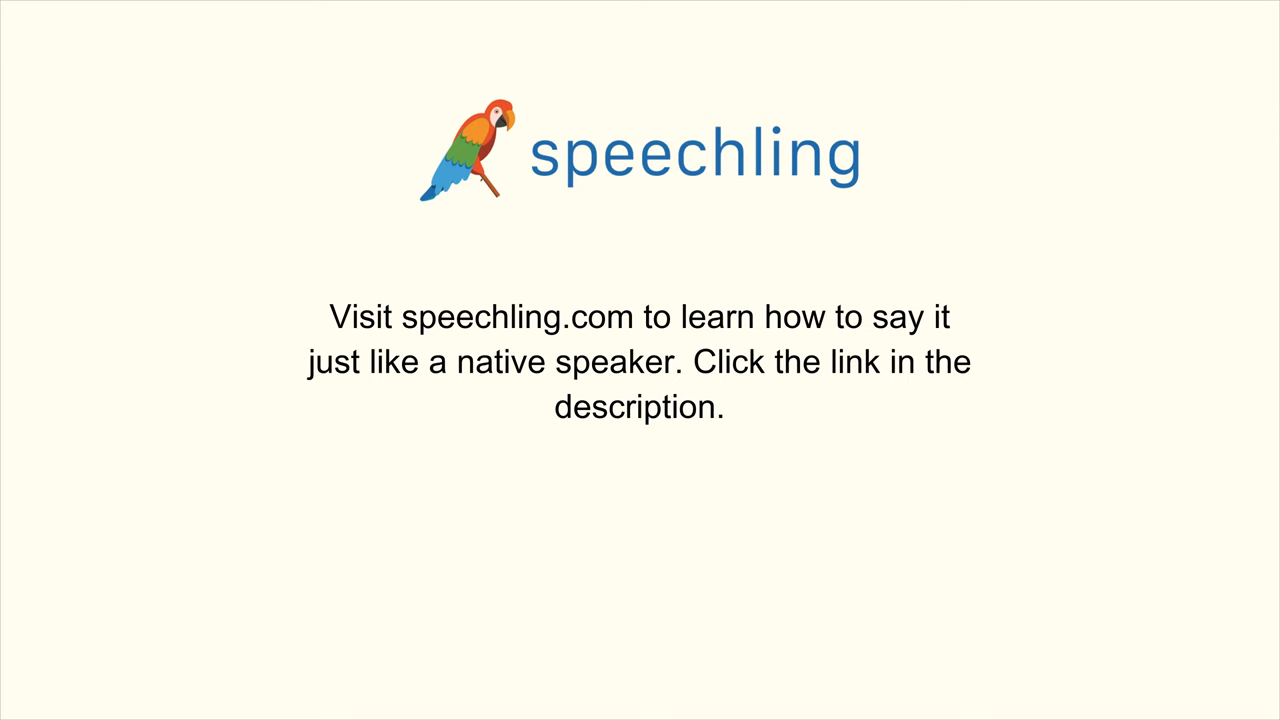 speechling
Visit speechling.com to learn how to say it
just like a native speaker. Click the link in the
description.